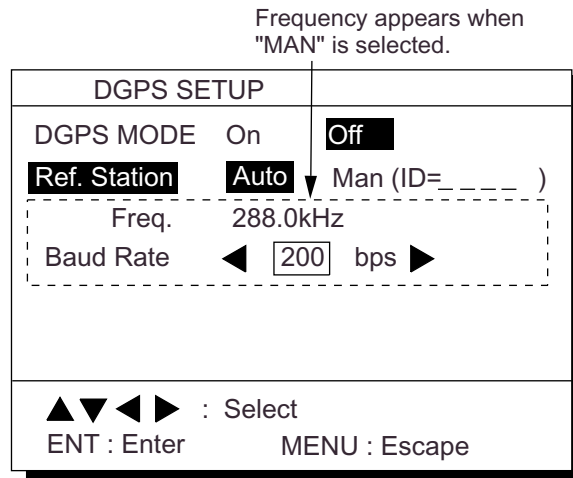 Frequency appears when
"MAN" is selected.
DGPS SETUP
DGPS MODE On Off
Ref. Station Auto Man (ID=_ _ _ _ )
Freq. 288.0kHz
Baud Rate ◀ 200 bps ▶
▲▼◀▶ : Select
ENT : Enter MENU : Escape